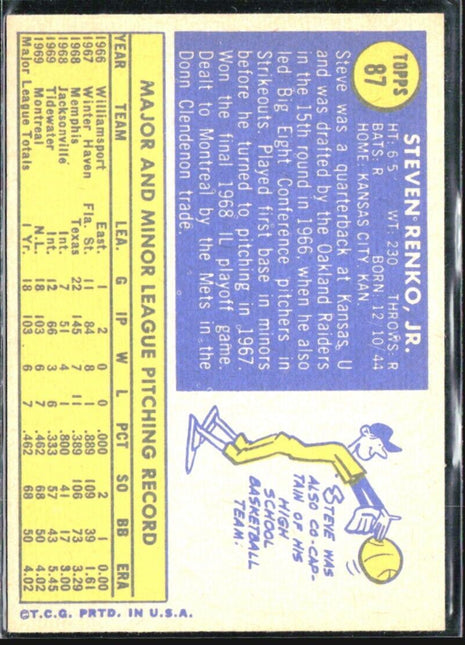 TOPPS
87
STEVEN RENKO, JR.
HT: 6'5 WT: 230 THROWS: R
BATS: R BORN: 12-10-44
HOME: KANSAS CITY, KAN.
Steve was a quarterback at Kansas U
and was drafted by the Oakland Raiders
in the 15th round in 1966 when he also
led Big Eight Conference pitchers in
Strikeouts. Played first base in minors
before he turned to pitching in 1967
Won the final 1968 IL playoff game.
Dealt to Montreal by the Mets in the
Donn Clendenon trade.
STEVE WAS
ALSO CO-CAP-
TAIN OF HIS
HIGH
SCHOOL
BASKETBALL
TEAM.
MAJOR AND MINOR LEAGUE PITCHING RECORD
YEAR TEAM LEA. G IP W L PCT SO BB ERA
1966 Williamsport East. 1 2 0 0 .000 2 1 0.00
1967 Winter Haven Fla. St. 11 84 8 1 .889 109 39 1.61
1968 Memphis Texas 22 145 7 11 .389 106 73 3.29
1968 Jacksonville Int. 7 51 4 1 .800 41 17 3.00
1969 Tidewater Int. 12 66 3 6 .333 57 43 5.45
1969 Montreal N.L. 18 103 6 7 .462 68 50 4.02
Major League Totals 1 Yr. 18 103 6 7 .462 68 50 4.02
©T.C.G. PRTD. IN U.S.A.